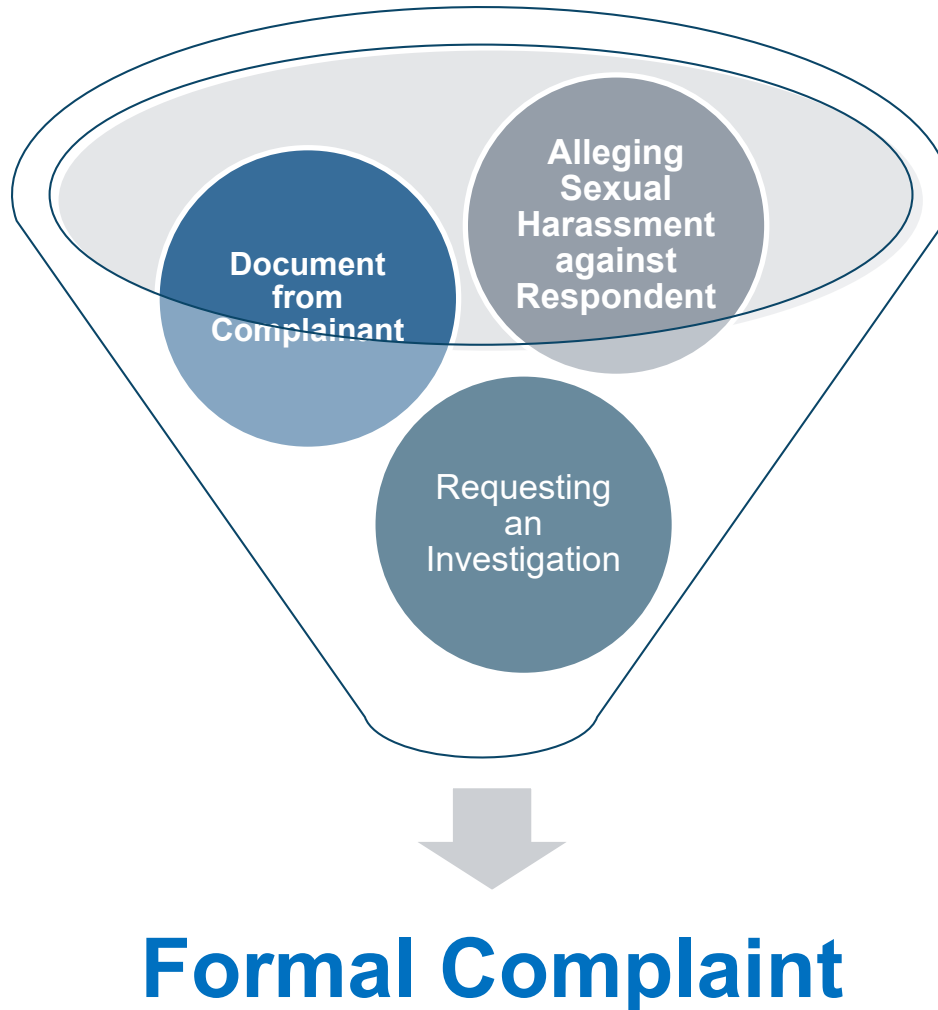 Alleging
Sexual
Harassment
against
Respondent
Document
from
Complainant
Requesting
an
Investigation
Formal Complaint